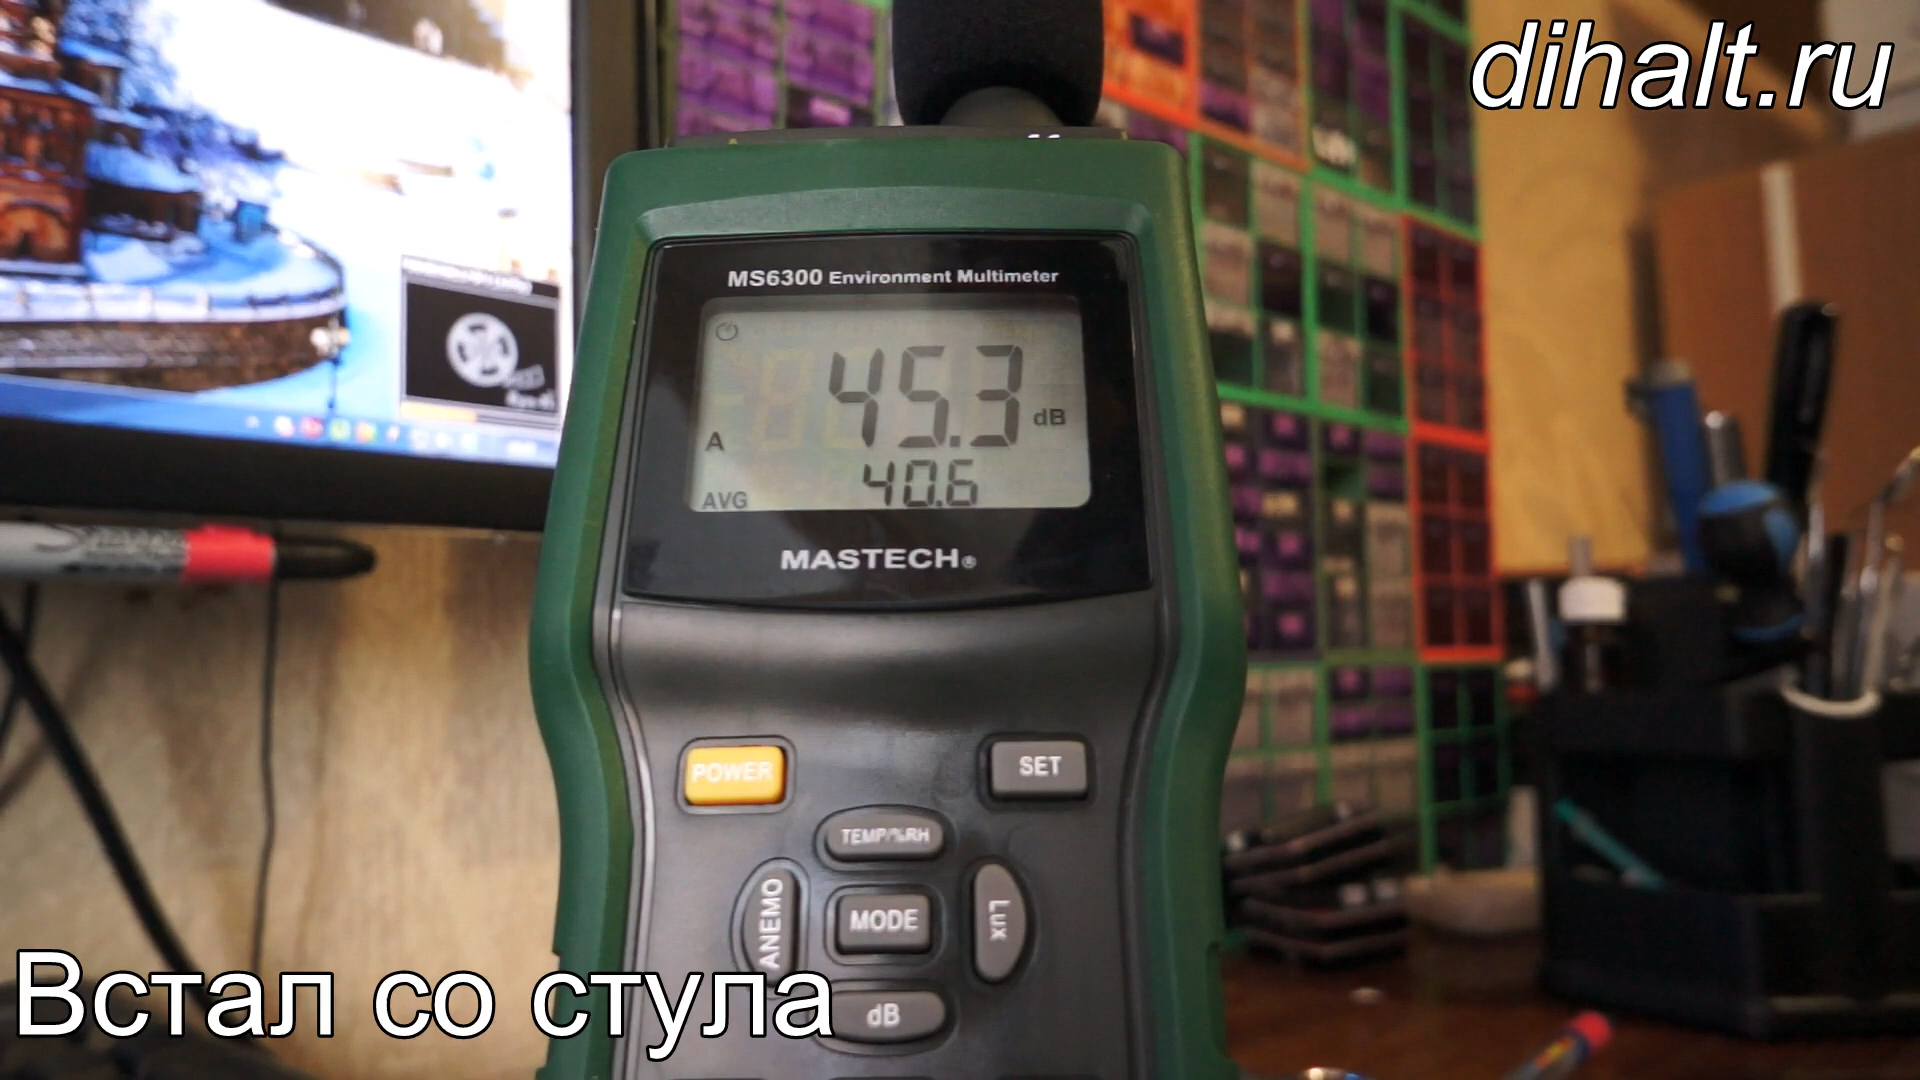 dihalt.ru
MS6300 Environment Multimeter
45.3 dB
A
40.6
AVG
MASTECH®
POWER
SET
TEMP/%RH
ANEMO
MODE
Lux
dB
Встал со стула